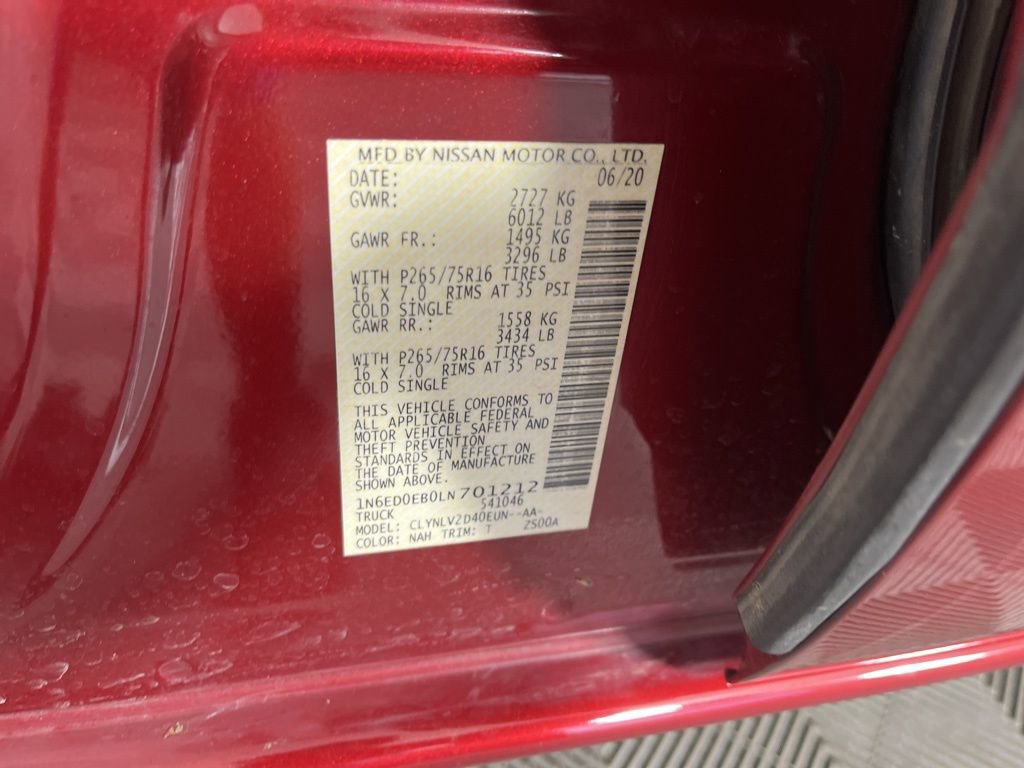 MFD BY NISSAN MOTOR CO., LTD.
DATE: 06/20
GVWR: 2727 KG
6012 LB
GAWR FR.: 1495 KG
3296 LB
WITH P265/75R16 TIRES
16 X 7.0 RIMS AT 35 PSI
COLD SINGLE
GAWR RR.: 1558 KG
3434 LB
WITH P265/75R16 TIRES
16 X 7.0 RIMS AT 35 PSI
COLD SINGLE
THIS VEHICLE CONFORMS TO
ALL APPLICABLE FEDERAL
MOTOR VEHICLE SAFETY AND
THEFT PREVENTION
STANDARDS IN EFFECT ON
THE DATE OF MANUFACTURE
SHOWN ABOVE.
1N6ED0EB0LN701212
TRUCK 541046
MODEL: CLYNLV2D40EUN--AA-
COLOR: NAH TRIM: T ZS00A